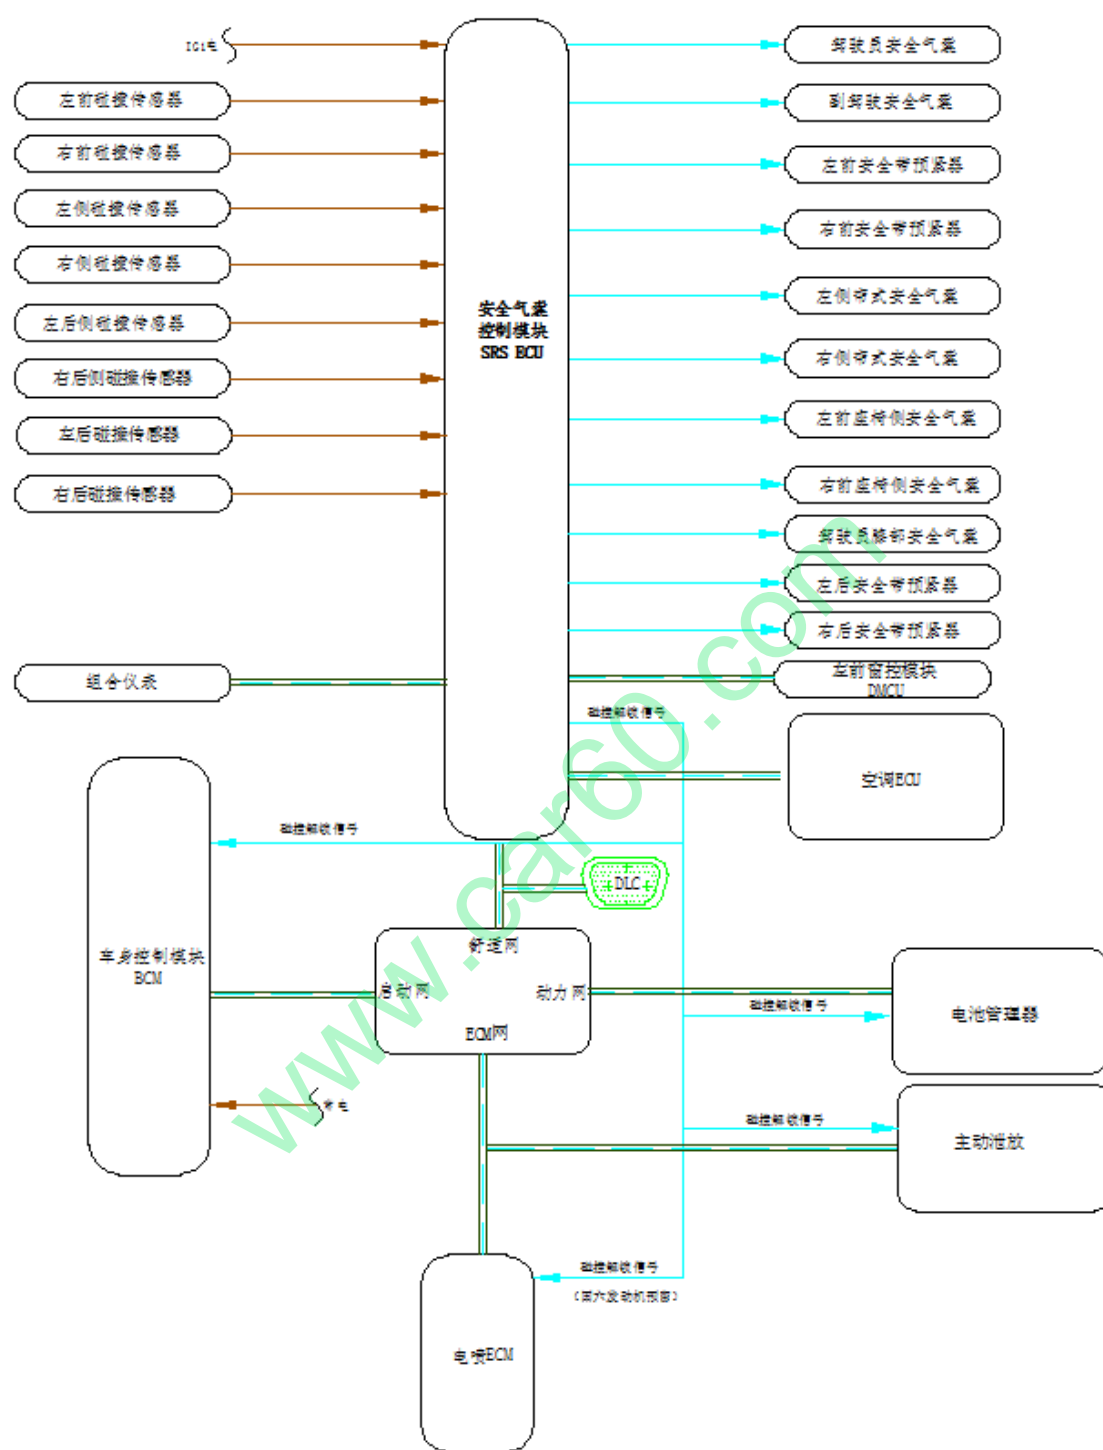 IG1电
左前碰撞传感器
右前碰撞传感器
左侧碰撞传感器
右侧碰撞传感器
左后侧碰撞传感器
右后侧碰撞传感器
左后碰撞传感器
右后碰撞传感器
组合仪表
安全气囊
控制模块
SRS ECU
驾驶员安全气囊
副驾驶安全气囊
左前安全带预紧器
右前安全带预紧器
左侧帘式安全气囊
右侧帘式安全气囊
左前座椅侧安全气囊
右前座椅侧安全气囊
驾驶员膝部安全气囊
左后安全带预紧器
右后安全带预紧器
左前窗控模块
DMCU
碰撞解锁信号
空调ECU
碰撞解锁信号
DLC
车身控制模块
BCM
舒适网
启动网
动力网
ECM网
碰撞解锁信号
电池管理器
常电
碰撞解锁信号
主动泄放
碰撞解锁信号
(国六发动机预留)
电喷ECM
www.car60.com